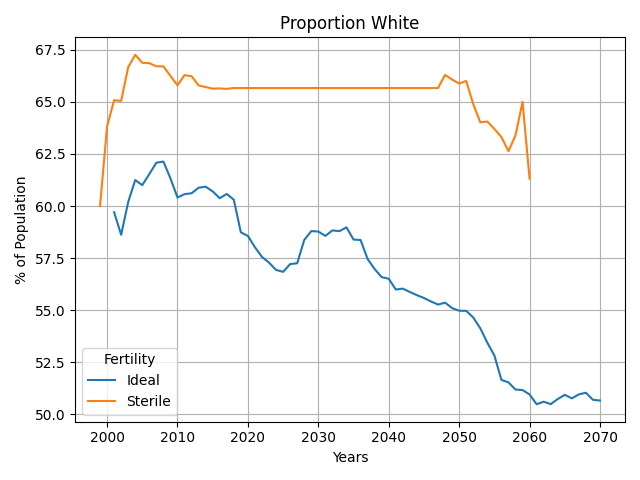 Proportion White
% of Population
67.5
65.0
62.5
60.0
57.5
55.0
52.5
50.0
Fertility
Ideal
Sterile
2000 2010 2020 2030 2040 2050 2060 2070
Years